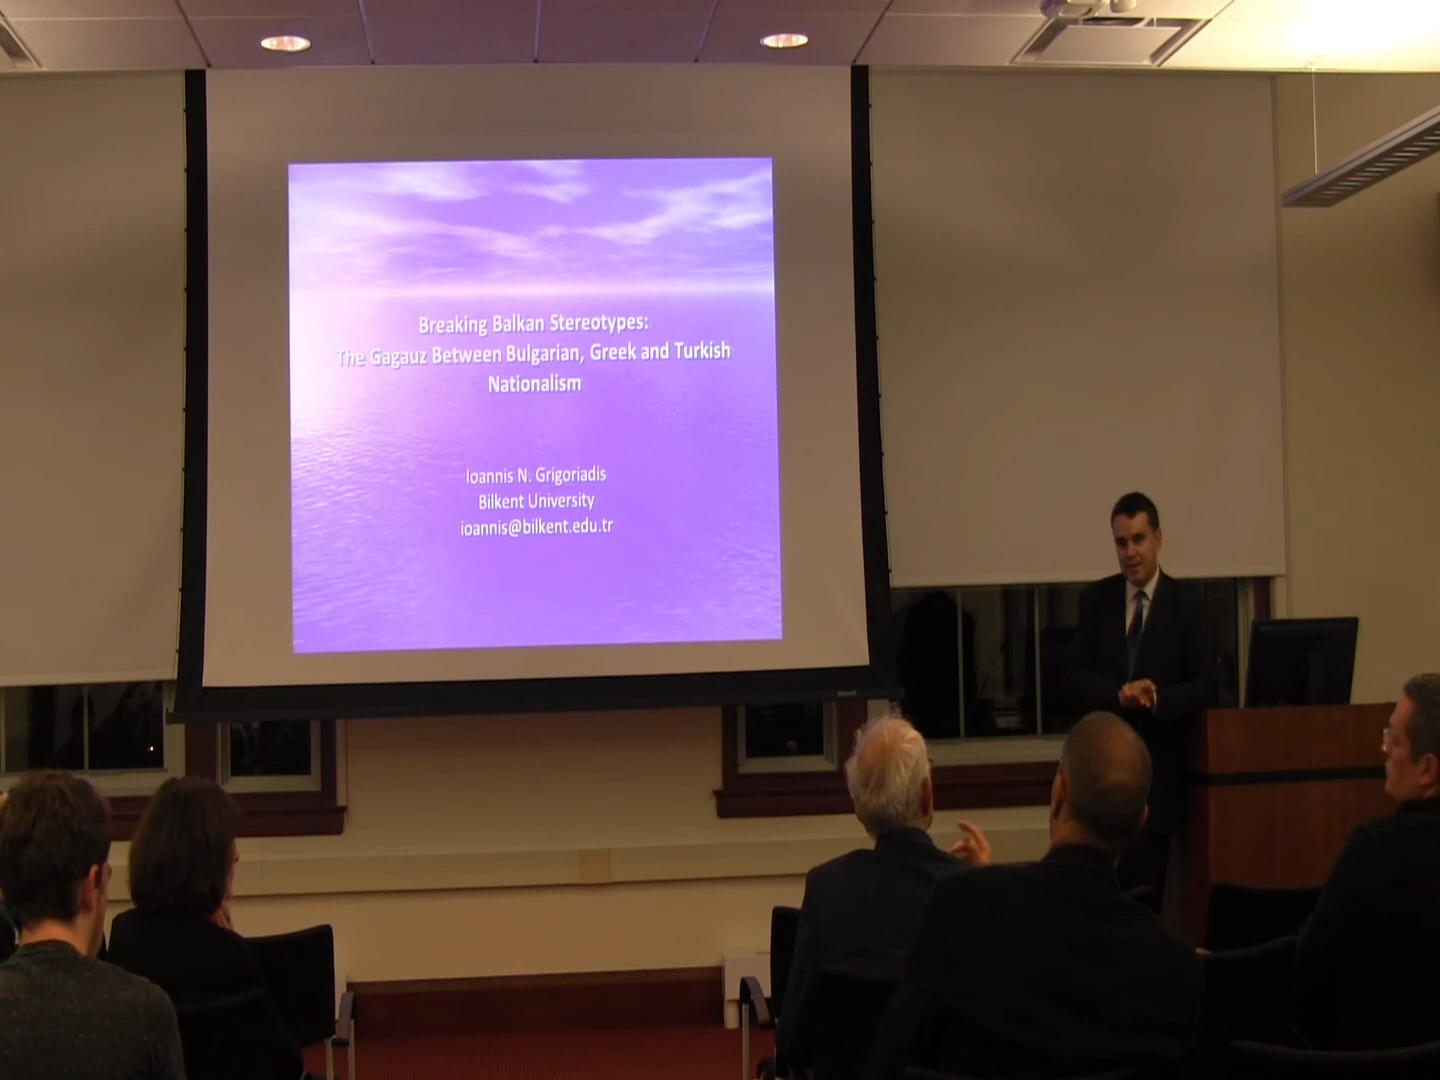 Breaking Balkan Stereotypes:
The Gagauz Between Bulgarian, Greek and Turkish
Nationalism
Ioannis N. Grigoriadis
Bilkent University
ioannis@bilkent.edu.tr